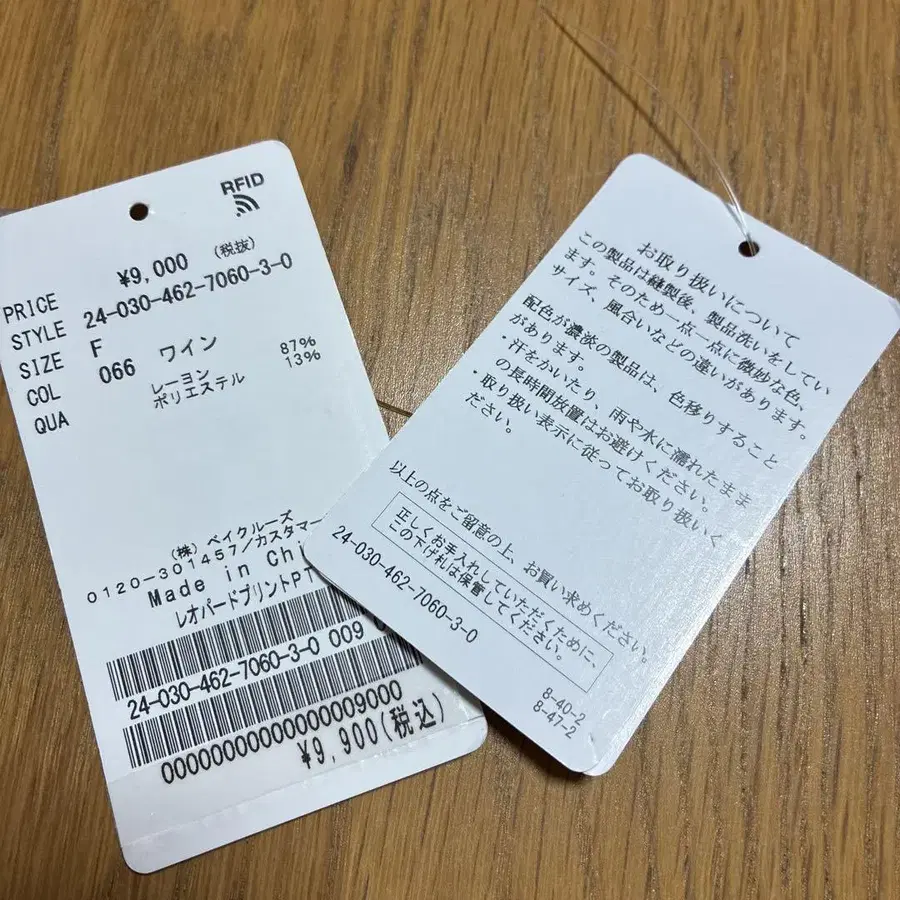 RFID
PRICE ¥9,000 (税抜)
STYLE 24-030-462-7060-3-0
SIZE F
COL 066 ワイン
QUA レーヨン 87%
ポリエステル 13%
(株) ベイクルーズ
0120-301457/カスタマー
Made in Chi
レオパードプリントPT
24-030-462-7060-3-0 009
00000000000000009000
¥9,900(税込)
お取り扱いについて
この製品は縫製後、製品洗いをしてい
ます。そのため一点一点に微妙な色、
サイズ、風合いなどの違いがあります。
配色が濃淡の製品は、色移りすること
があります。
・汗をかいたり、雨や水に濡れたまま
の長時間放置はお避けください。
・取り扱い表示に従ってお取り扱いく
ださい。
以上の点をご留意の上、お買い求めください。
正しくお手入れしていただくために、
この下げ札は保管してください。
24-030-462-7060-3-0
8-40-2
8-47-2